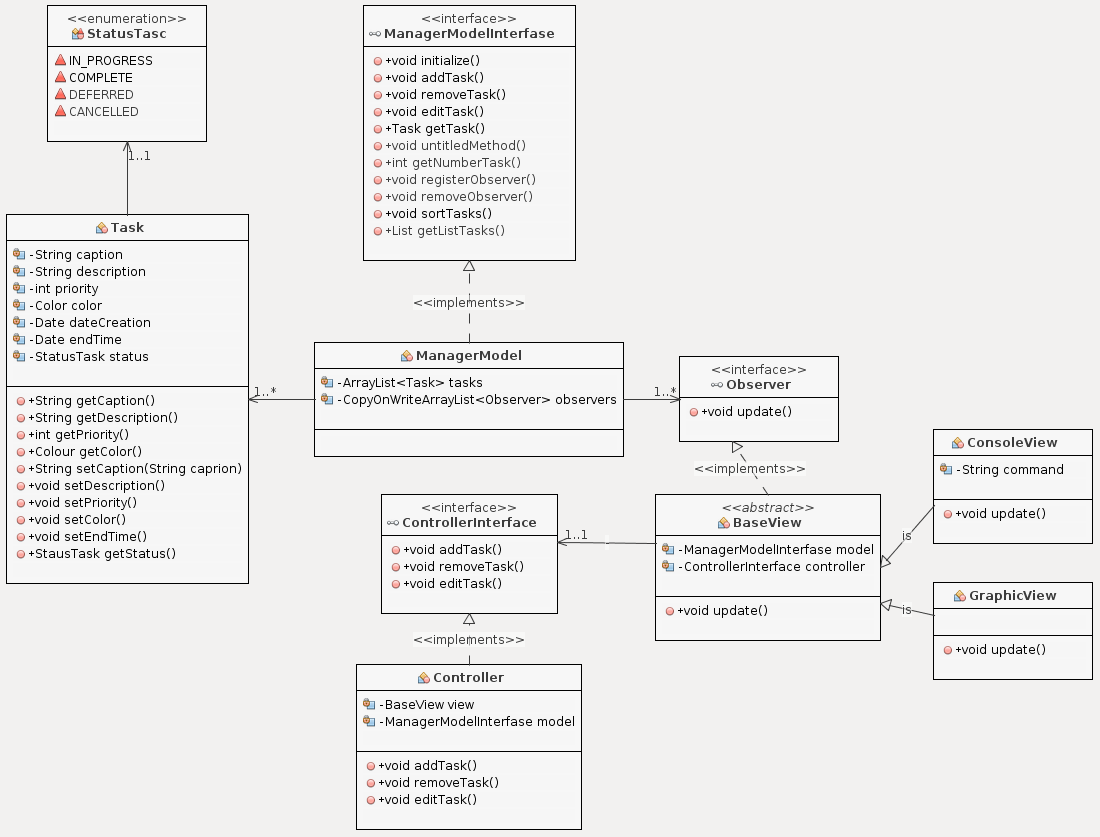 <<enumeration>>
StatusTasc
IN_PROGRESS
COMPLETE
DEFERRED
CANCELLED
1..1
<<interface>>
ManagerModelInterfase
+void initialize()
+void addTask()
+void removeTask()
+void editTask()
+Task getTask()
+void untitledMethod()
+int getNumberTask()
+void registerObserver()
+void removeObserver()
+void sortTasks()
+List getListTasks()
Task
-String caption
-String description
-int priority
-Color color
-Date dateCreation
-Date endTime
-StatusTask status
+String getCaption()
+String getDescription()
+int getPriority()
+Colour getColor()
+String setCaption(String caprion)
+void setDescription()
+void setPriority()
+void setColor()
+void setEndTime()
+StausTask getStatus()
<<implements>>
1..*
ManagerModel
-ArrayList<Task> tasks
-CopyOnWriteArrayList<Observer> observers
1..*
<<interface>>
Observer
+void update()
<<implements>>
<<interface>>
ControllerInterface
+void addTask()
+void removeTask()
+void editTask()
1..1
<<abstract>>
BaseView
-ManagerModelInterfase model
-ControllerInterface controller
+void update()
ConsoleView
-String command
+void update()
is
GraphicView
+void update()
is
<<implements>>
Controller
-BaseView view
-ManagerModelInterfase model
+void addTask()
+void removeTask()
+void editTask()